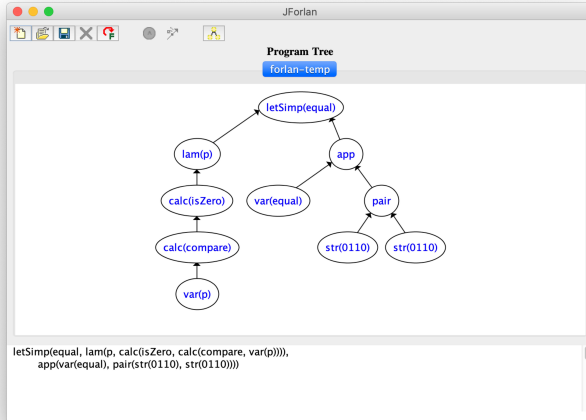 JForlan
Program Tree
forlan-temp
letSimp(equal)
lam(p)
app
calc(isZero)
var(equal)
pair
calc(compare)
str(0110)
str(0110)
var(p)
letSimp(equal, lam(p, calc(isZero, calc(compare, var(p)))),
app(var(equal), pair(str(0110), str(0110))))